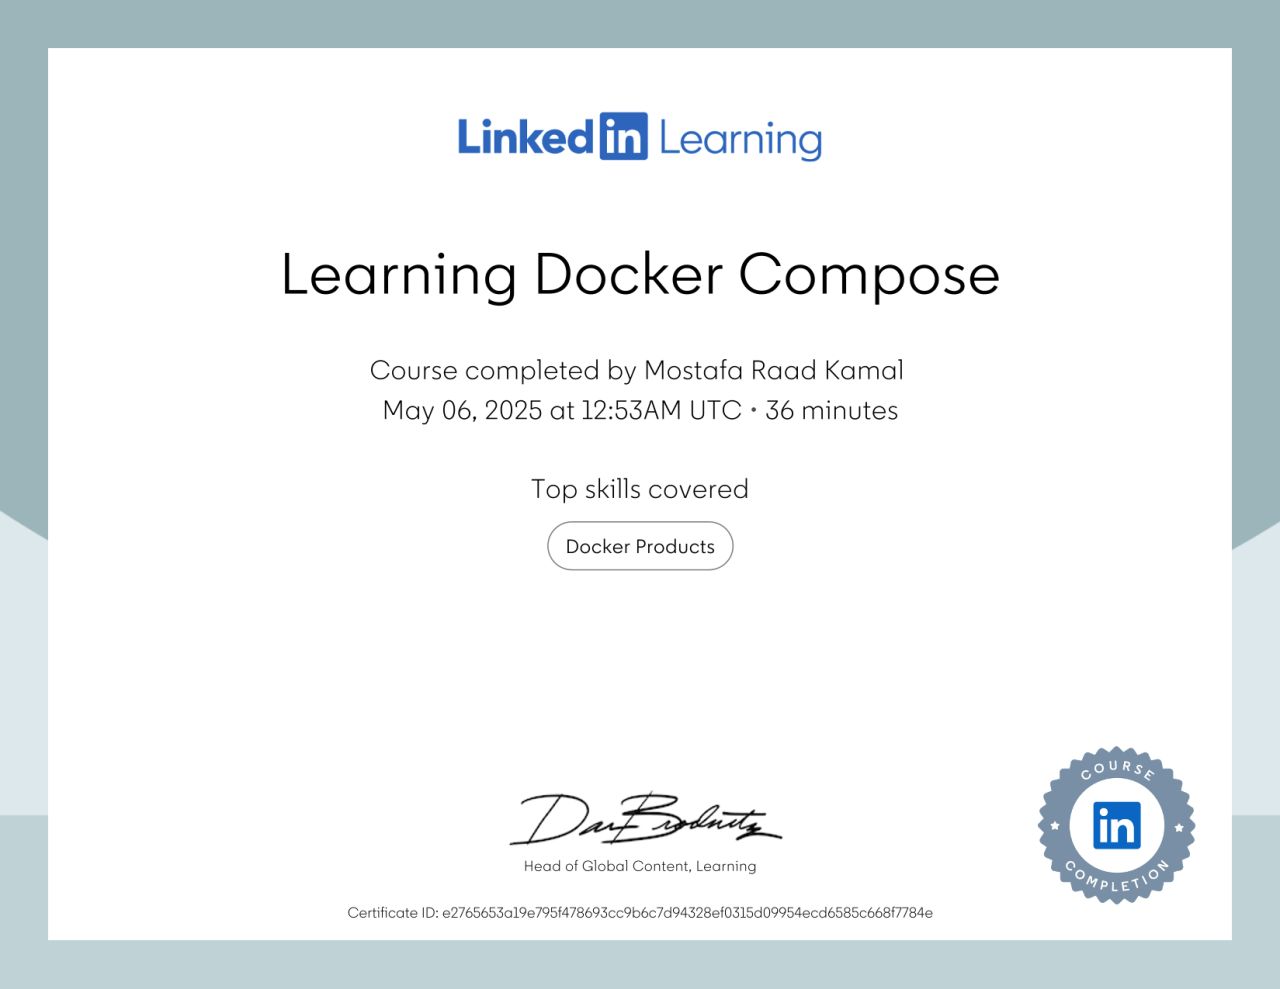 Linked in Learning
Learning Docker Compose
Course completed by Mostafa Raad Kamal
May 06, 2025 at 12:53AM UTC • 36 minutes
Top skills covered
Docker Products
Dan Brodnitz
Head of Global Content, Learning
Certificate ID: e2765653a19e795f478693cc9b6c7d94328ef0315d09954ecd6585c668f7784e
COURSE
in
COMPLETION